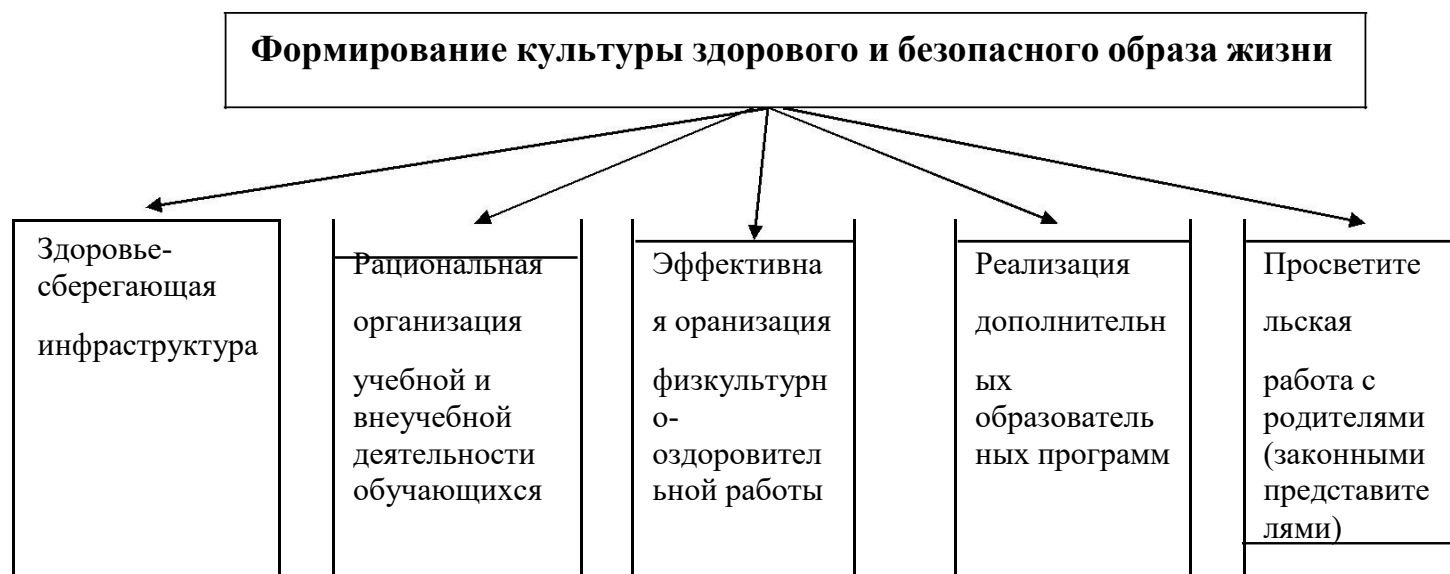 Формирование культуры здорового и безопасного образа жизни
Здоровье-
сберегающая
инфраструктура
Рациональная
организация
учебной и
внеучебной
деятельности
обучающихся
Эффективна
я оранизация
физкультурн
о-
оздоровител
ьной работы
Реализация
дополнительн
ых
образователь
ных программ
Просветите
льская
работа с
родителями
(законными
представите
лями)